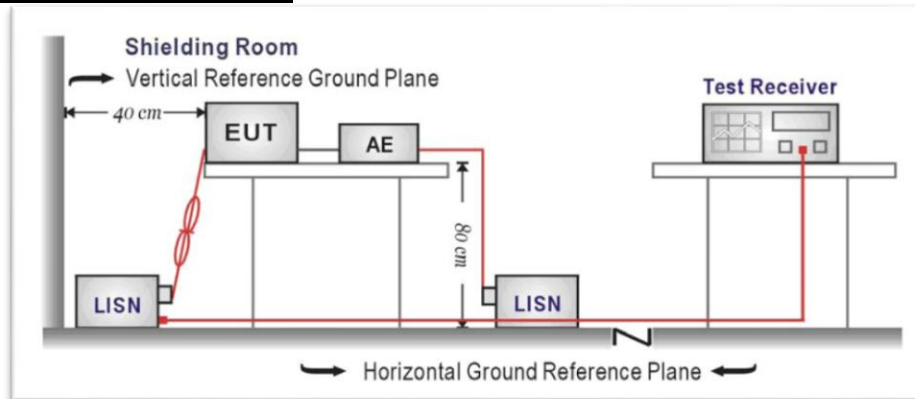 Shielding Room
Vertical Reference Ground Plane
40 cm
EUT
AE
Test Receiver
80 cm
LISN
LISN
Horizontal Ground Reference Plane